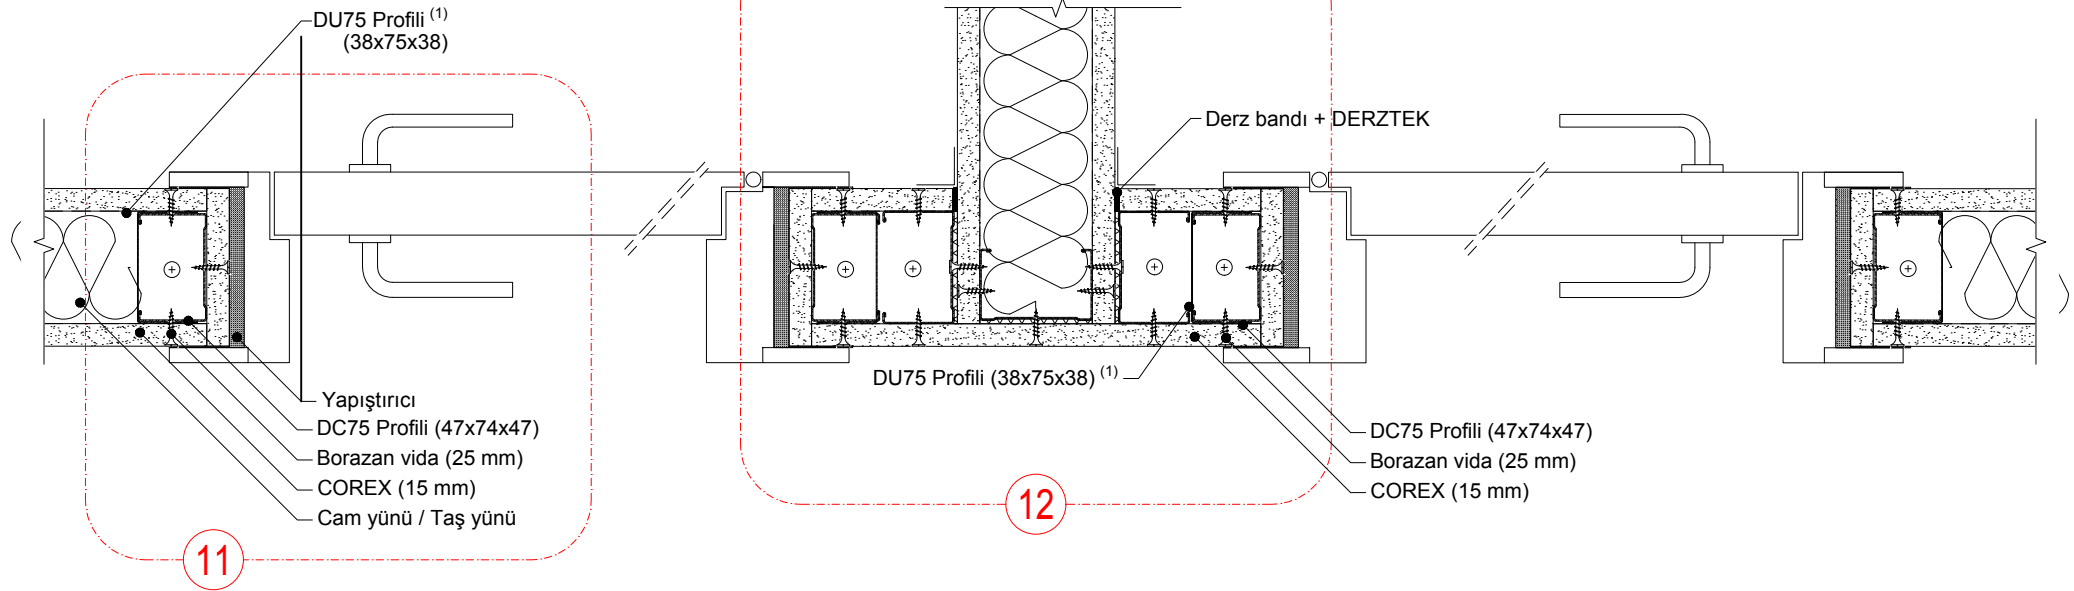 DU75 Profili (1)
(38x75x38)
Derz bandı + DERZTEK
DU75 Profili (38x75x38) (1)
Yapıştırıcı
DC75 Profili (47x74x47)
Borazan vida (25 mm)
COREX (15 mm)
Cam yünü / Taş yünü
DC75 Profili (47x74x47)
Borazan vida (25 mm)
COREX (15 mm)
11
12